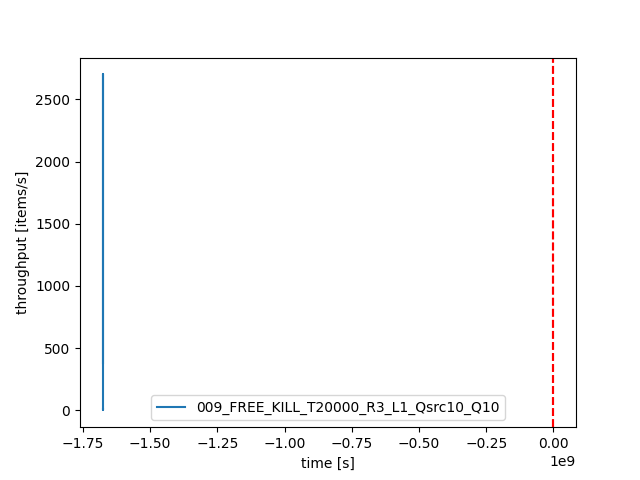 throughput [items/s]
2500
2000
1500
1000
500
0
009_FREE_KILL_T20000_R3_L1_Qsrc10_Q10
−1.75 −1.50 −1.25 −1.00 −0.75 −0.50 −0.25 0.00
time [s]
1e9